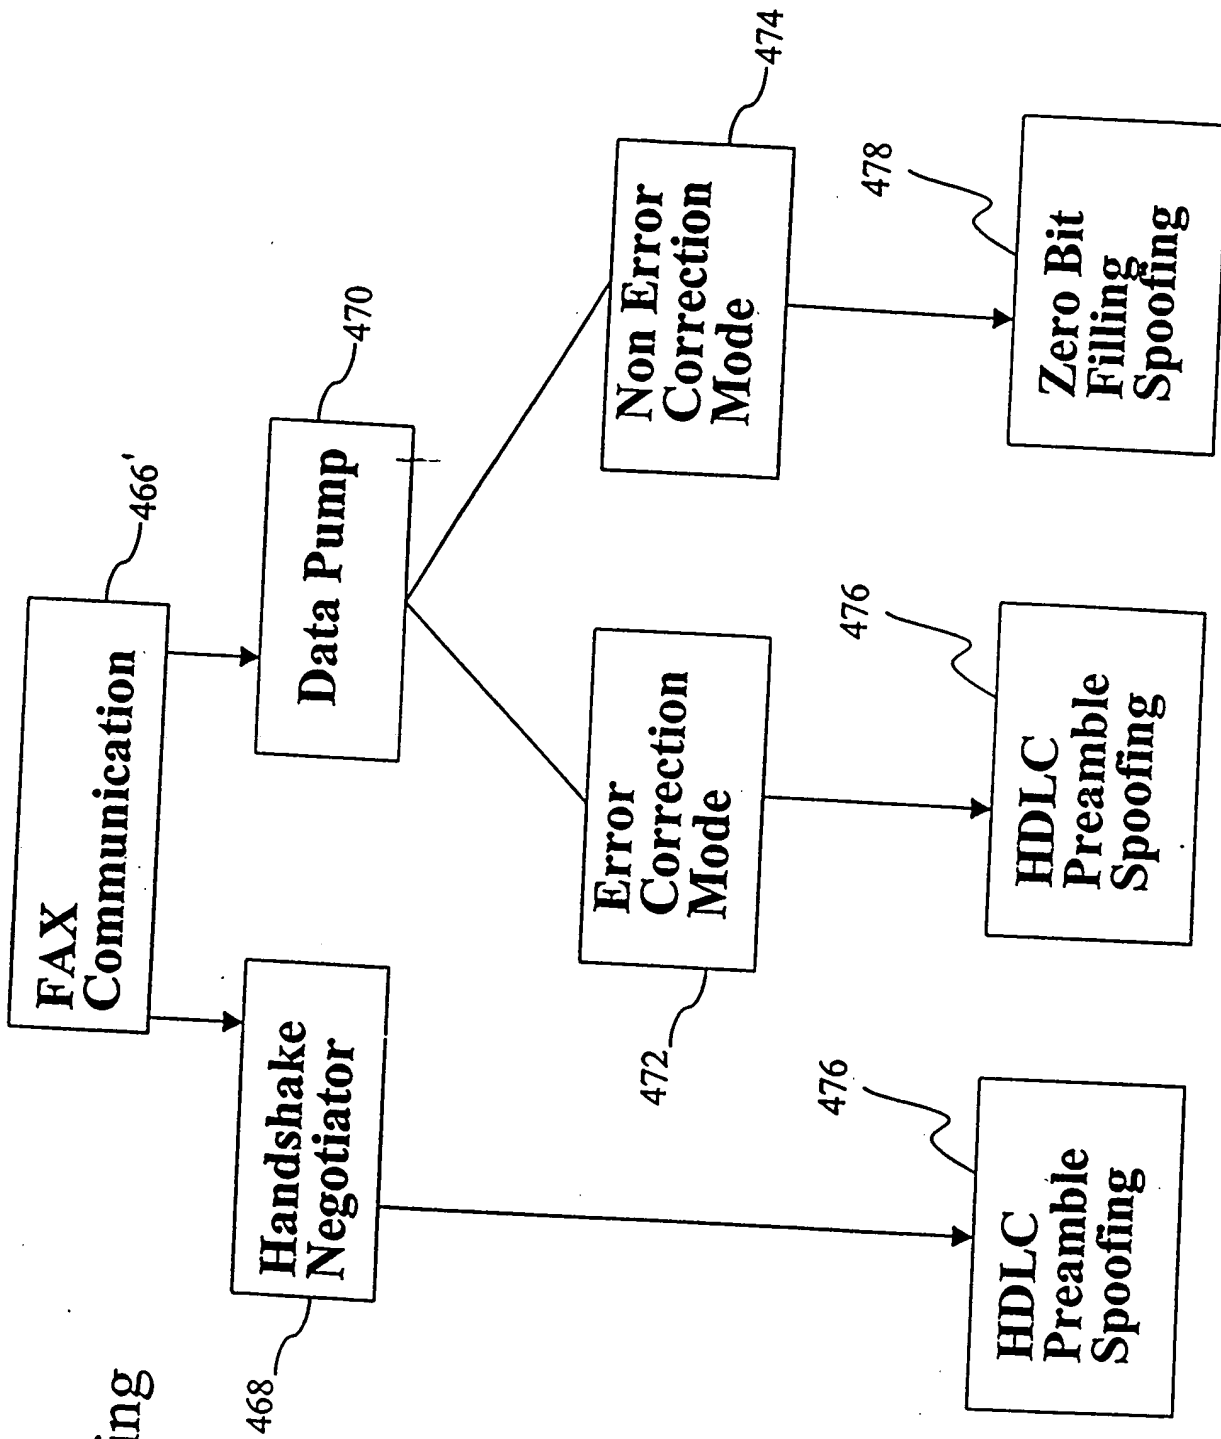 ing
FAX
Communication
466'
Handshake
Negotiator
468
Data Pump
470
Error
Correction
Mode
472
Non Error
Correction
Mode
474
HDLC
Preamble
Spoofing
476
HDLC
Preamble
Spoofing
476
Zero Bit
Filling
Spoofing
478